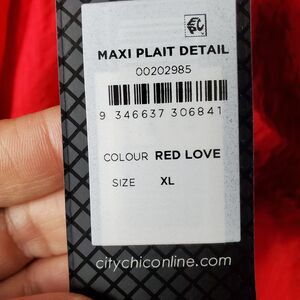 MAXI PLAIT DETAIL
00202985
9 346637 306841
COLOUR RED LOVE
SIZE XL
citychiconline.com